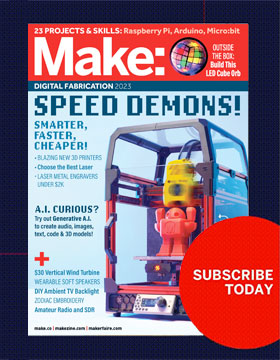 23 PROJECTS & SKILLS: Raspberry Pi, Arduino, Micro:bit
Make:
OUTSIDE
THE BOX:
Build This
LED Cube Orb
DIGITAL FABRICATION 2023
SPEED DEMONS!
SMARTER,
FASTER,
CHEAPER!
• BLAZING NEW 3D PRINTERS
• Choose the Best Laser
• LASER METAL ENGRAVERS
UNDER $2K
A.I. CURIOUS?
Try out Generative A.I.
to create audio, images,
text, code & 3D models!
+
$30 Vertical Wind Turbine
WEARABLE SOFT SPEAKERS
DIY Ambient TV Backlight
ZODIAC EMBROIDERY
Amateur Radio and SDR
make.co | makezine.com | makerfaire.com
SUBSCRIBE
TODAY